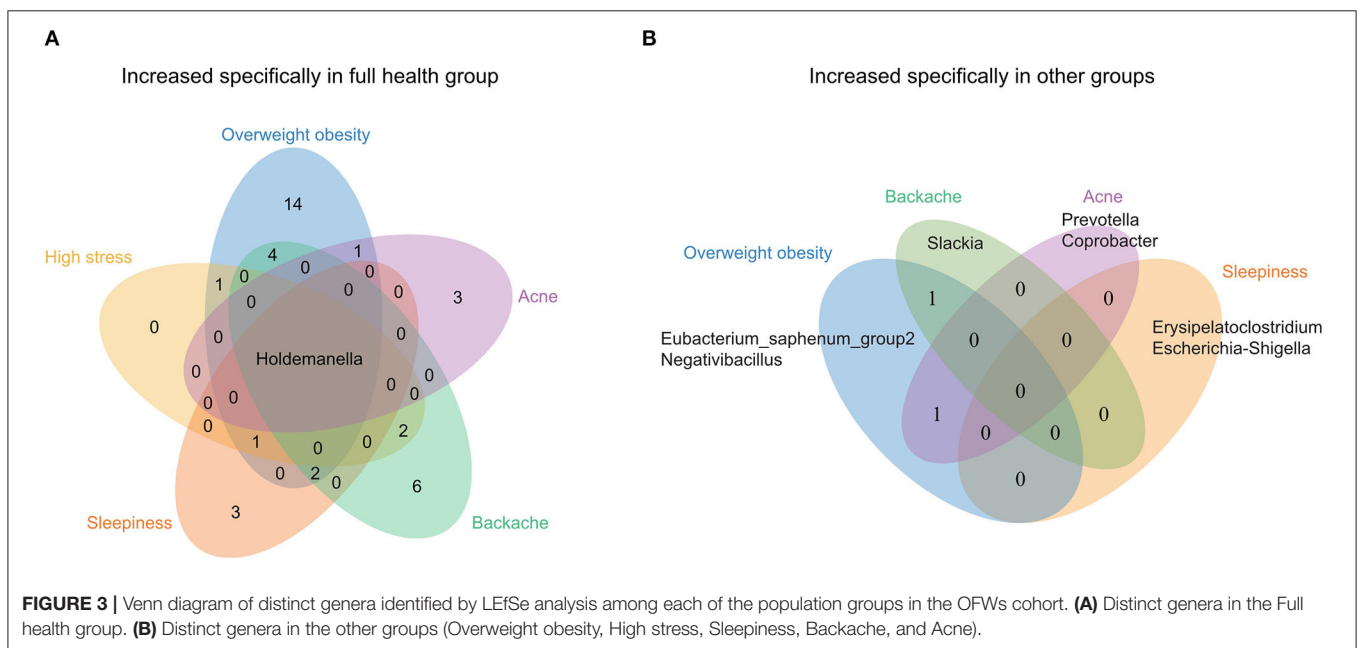 A
Increased specifically in full health group
Overweight obesity
14
High stress
4
1
0
0
0
1
0
0
0
3
Acne
0
0
0
0
Holdemanella
0
0
0
0
0
0
0
0
1
0
0
2
0
2
0
6
3
Sleepiness
Backache
B
Increased specifically in other groups
Backache
Acne
Prevotella
Coprobacter
Slackia
Overweight obesity
Sleepiness
1
0
0
Eubacterium_saphenum_group2
Negativibacillus
0
0
Erysipelatoclostridium
Escherichia-Shigella
0
1
0
0
0
0
FIGURE 3 | Venn diagram of distinct genera identified by LEfSe analysis among each of the population groups in the OFWs cohort. (A) Distinct genera in the Full
health group. (B) Distinct genera in the other groups (Overweight obesity, High stress, Sleepiness, Backache, and Acne).